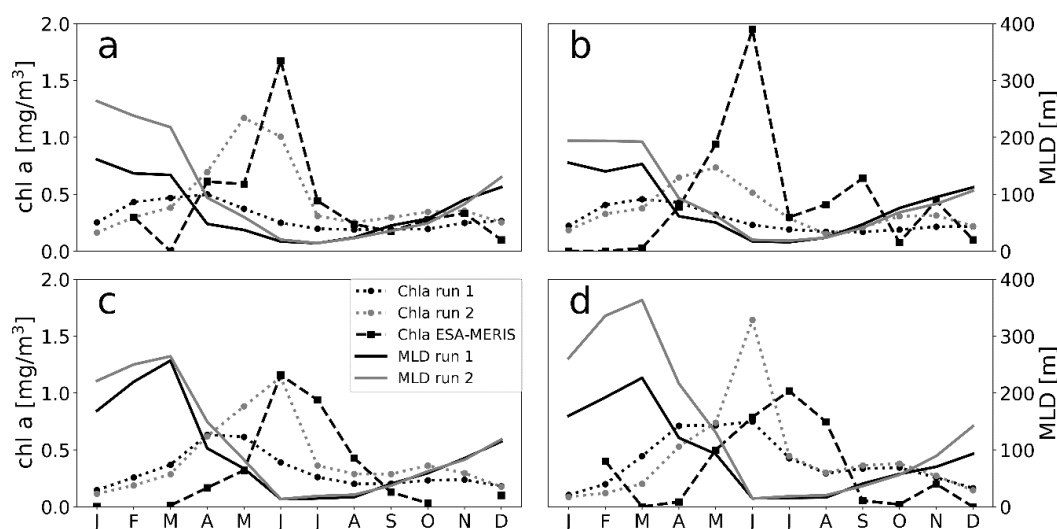 a
b
chl a [mg/m³]
2.0
1.5
1.0
0.5
0.0
400
300
200
100
0
MLD [m]
c
d
Chla run 1
Chla run 2
Chla ESA-MERIS
MLD run 1
MLD run 2
chl a [mg/m³]
2.0
1.5
1.0
0.5
0.0
400
300
200
100
0
MLD [m]
J F M A M J J A S O N D
J F M A M J J A S O N D